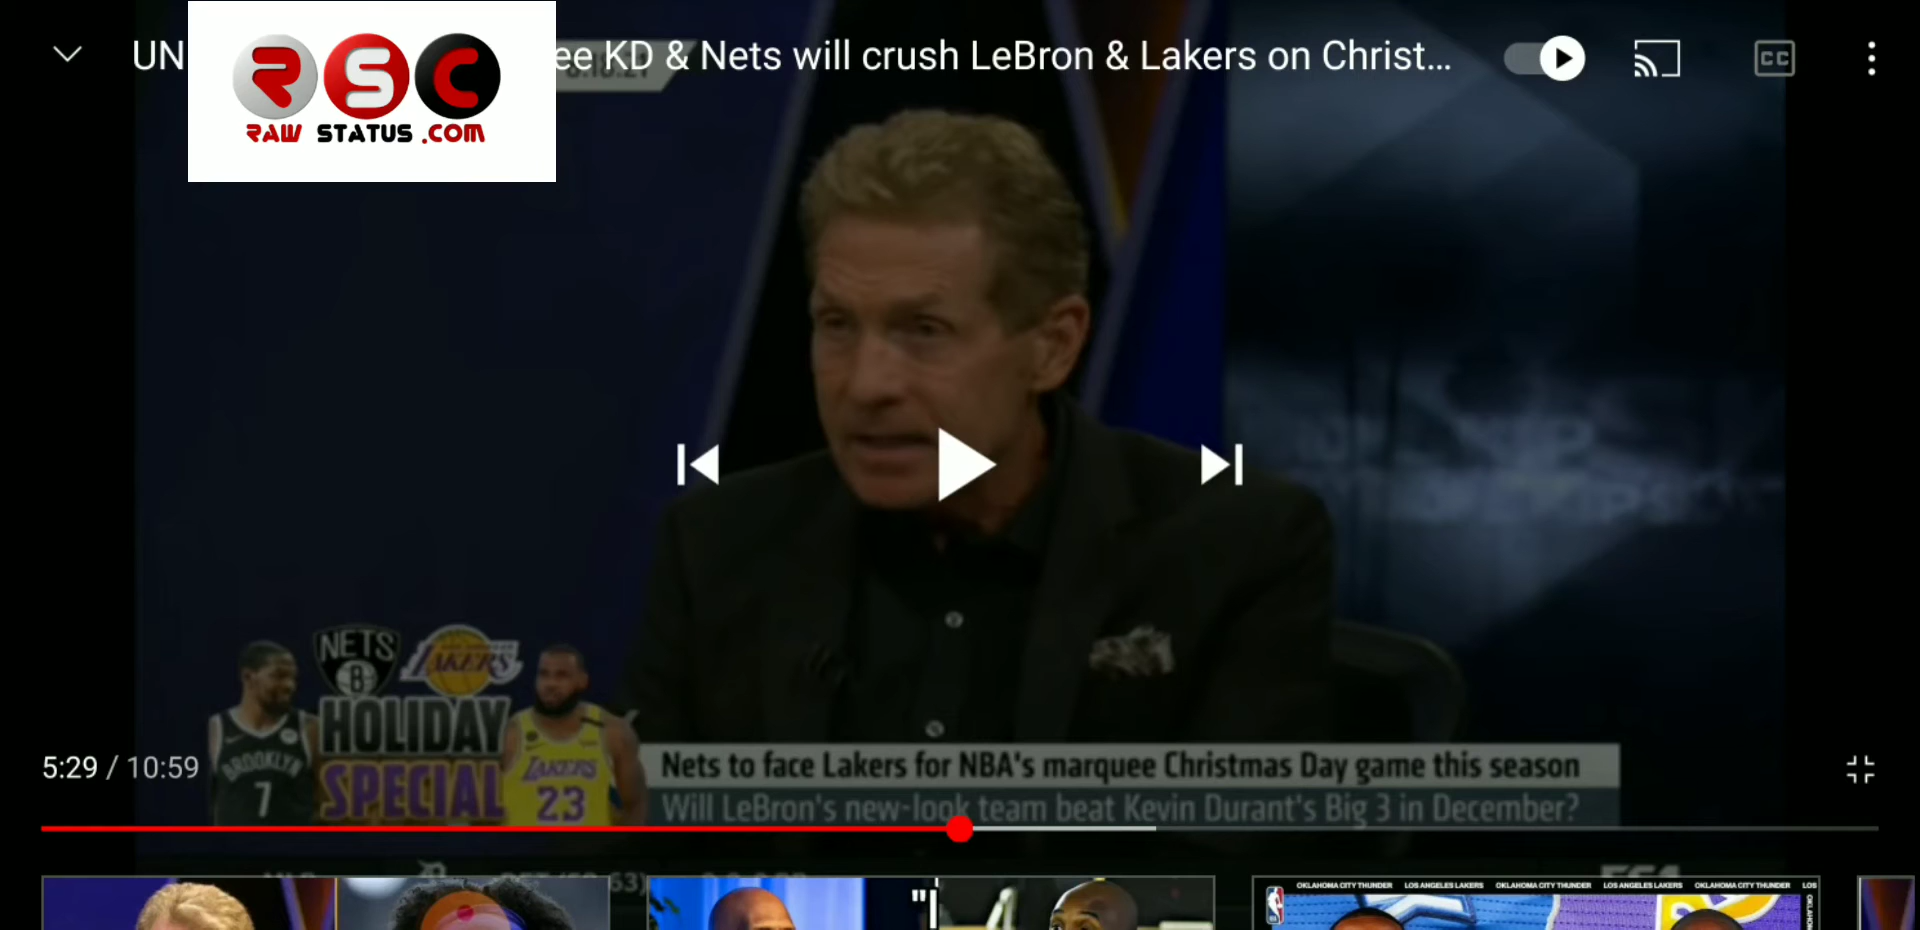 UN
ee KD & Nets will crush LeBron & Lakers on Christ...
RSC
RAW STATUS .COM
CC
NETS
B
LAKERS
HOLIDAY
SPECIAL
BROOKLYN
7
LAKERS
23
5:29 / 10:59
Nets to face Lakers for NBA's marquee Christmas Day game this season
Will LeBron's new-look team beat Kevin Durant's Big 3 in December?
OKLAHOMA CITY THUNDER LOS ANGELES LAKERS OKLAHOMA CITY THUNDER LOS ANGELES LAKERS OKLAHOMA CITY THUNDER LOS